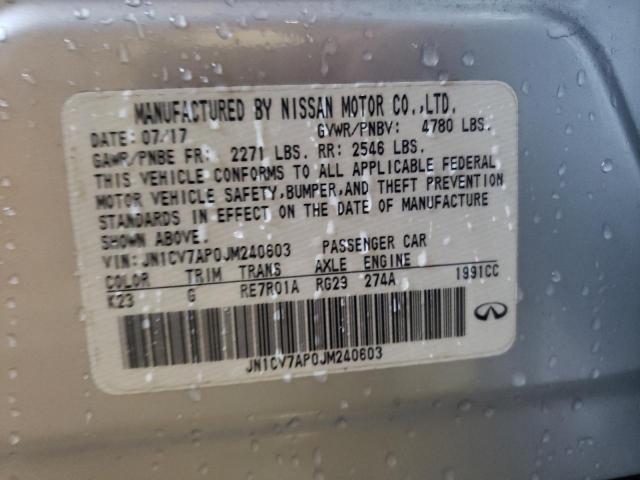 MANUFACTURED BY NISSAN MOTOR CO.,LTD.
DATE: 07/17 GVWR/PNBV: 4780 LBS.
GAWR/PNBE FR: 2271 LBS. RR: 2546 LBS.
THIS VEHICLE CONFORMS TO ALL APPLICABLE FEDERAL
MOTOR VEHICLE SAFETY,BUMPER,AND THEFT PREVENTION
STANDARDS IN EFFECT ON THE DATE OF MANUFACTURE
SHOWN ABOVE.
VIN: JN1CV7AP0JM240603 PASSENGER CAR
COLOR TRIM TRANS AXLE ENGINE
K23 G RE7R01A RG29 274A 1991CC
JN1CV7AP0JM240603